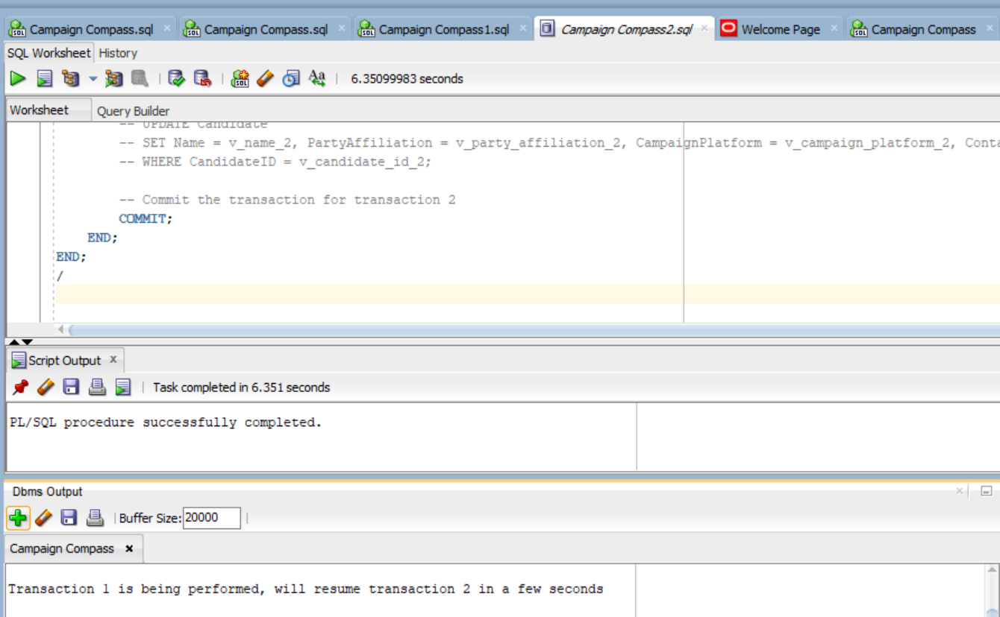 Campaign Compass.sql × Campaign Compass.sql × Campaign Compass1.sql × Campaign Compass2.sql × Welcome Page × Campaign Compass ×
SQL Worksheet History
6.35099983 seconds
Worksheet Query Builder
-- UPDATE Candidate
-- SET Name = v_name_2, PartyAffiliation = v_party_affiliation_2, CampaignPlatform = v_campaign_platform_2, Conta
-- WHERE CandidateID = v_candidate_id_2;
-- Commit the transaction for transaction 2
COMMIT;
END;
END;
/
Script Output ×
Task completed in 6.351 seconds
PL/SQL procedure successfully completed.
Dbms Output
Buffer Size: 20000
Campaign Compass ×
Transaction 1 is being performed, will resume transaction 2 in a few seconds